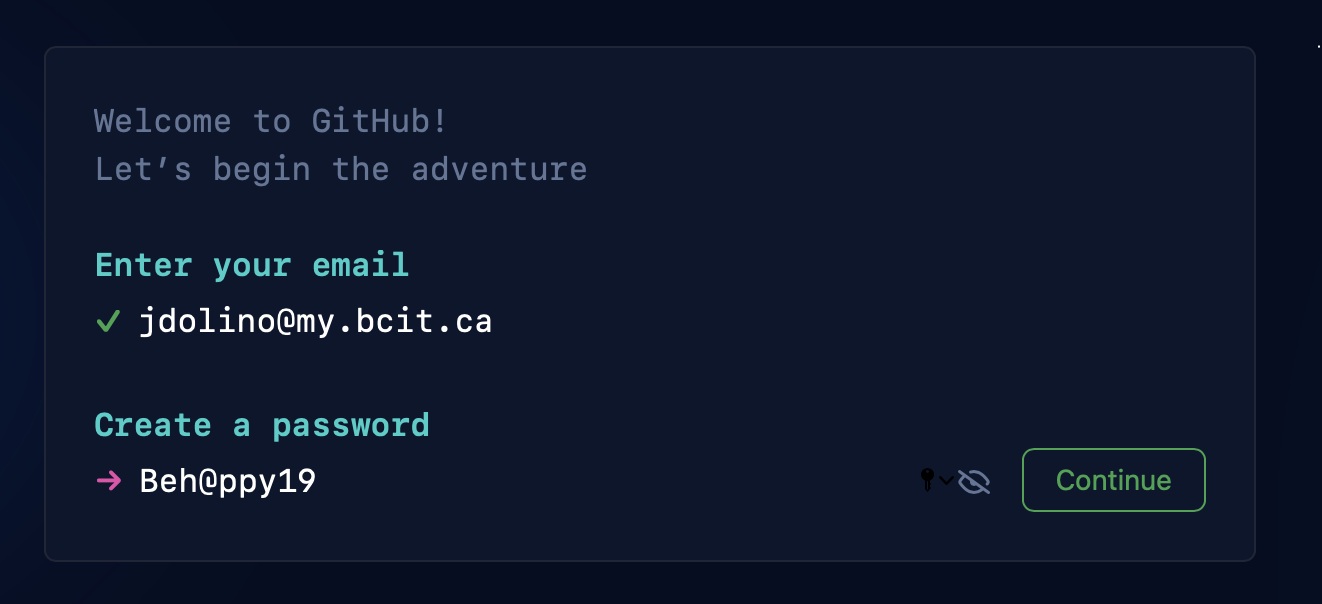 Welcome to GitHub!
Let’s begin the adventure
Enter your email
jdolino@my.bcit.ca
Create a password
Beh@ppy19
Continue